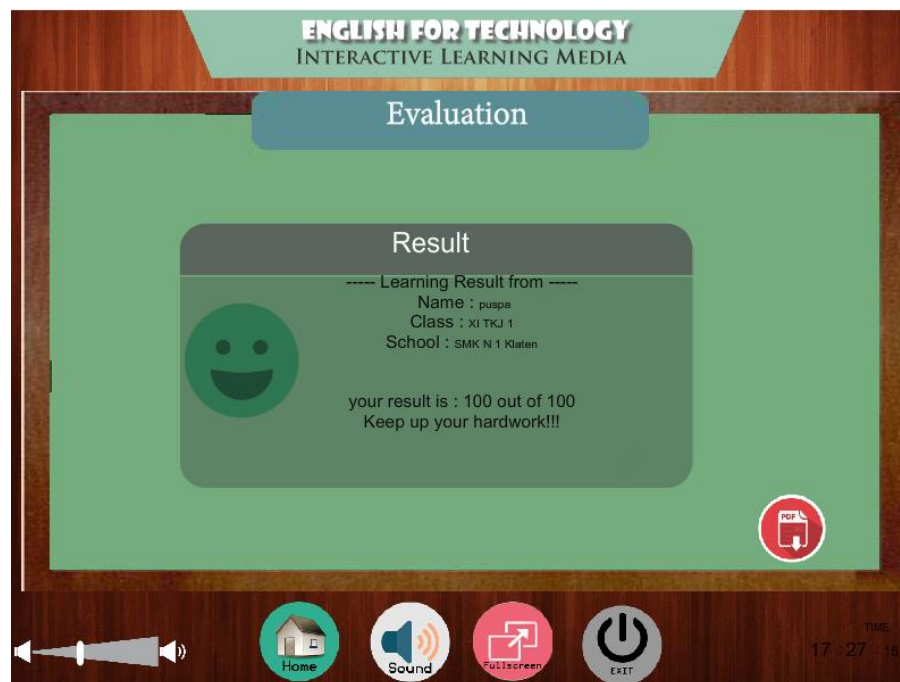 ENGLISH FOR TECHNOLOGY
INTERACTIVE LEARNING MEDIA
Evaluation
Result
----- Learning Result from -----
Name : puspa
Class : XI TKJ 1
School : SMK N 1 Klaten
your result is : 100 out of 100
Keep up your hardwork!!!
PDF
Home
Sound
Fullscreen
EXIT
TIME
17 : 27 : 15